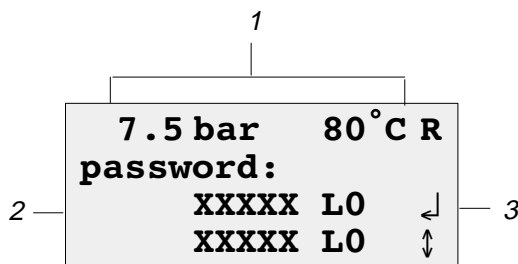 1
7.5 bar 80°C R
password:
2 XXXXX L0 ↵ 3
XXXXX L0 ↕